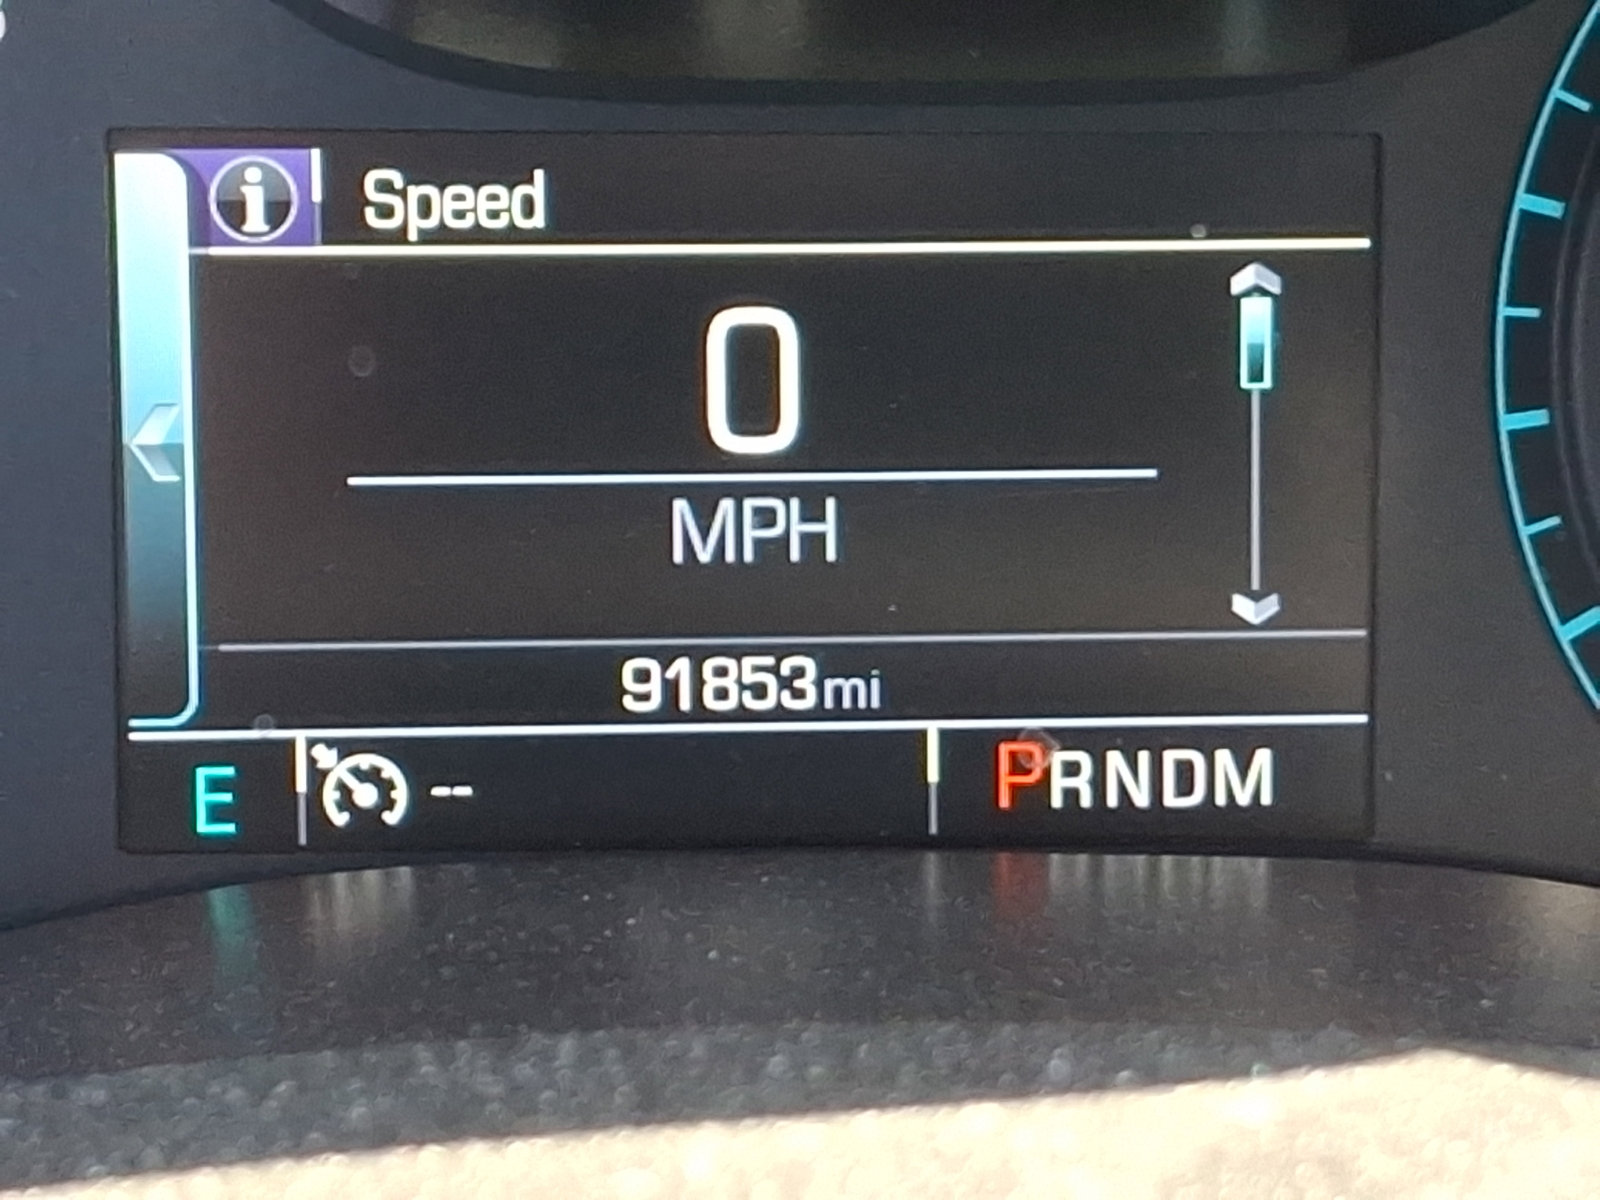 i Speed
0
MPH
91853mi
E -- PRNDM